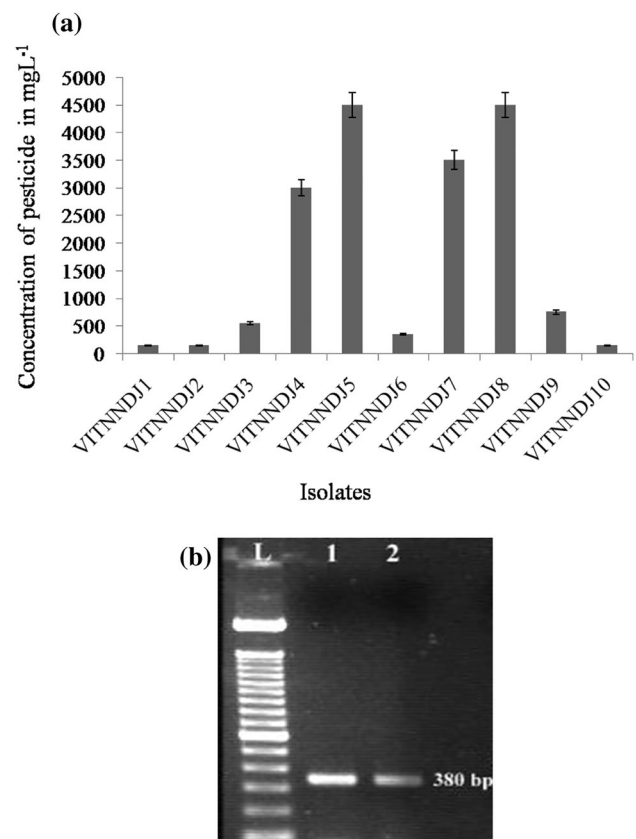 (a)
Concentration of pesticide in mgL-1
5000
4500
4000
3500
3000
2500
2000
1500
1000
500
0
VITNNDJ1
VITNNDJ2
VITNNDJ3
VITNNDJ4
VITNNDJ5
VITNNDJ6
VITNNDJ7
VITNNDJ8
VITNNDJ9
VITNNDJ10
Isolates
(b)
L 1 2
380 bp